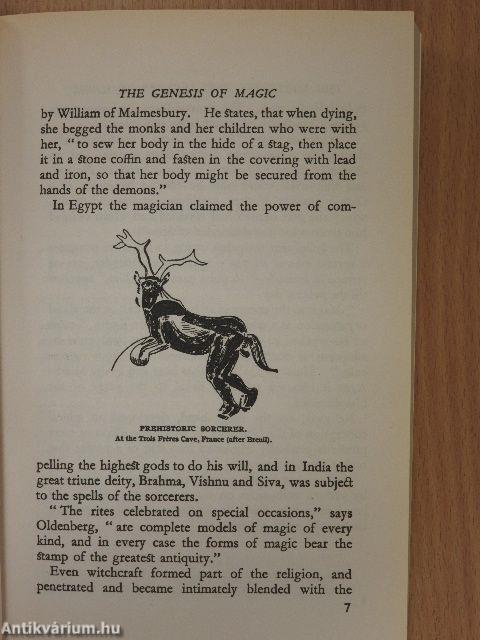 THE GENESIS OF MAGIC
by William of Malmesbury. He states, that when dying,
she begged the monks and her children who were with
her, “ to sew her body in the hide of a stag, then place
it in a stone coffin and fasten in the covering with lead
and iron, so that her body might be secured from the
hands of the demons.”
In Egypt the magician claimed the power of com-
PREHISTORIC SORCERER.
At the Trois Frères Cave, France (after Breuil).
pelling the highest gods to do his will, and in India the
great triune deity, Brahma, Vishnu and Siva, was subject
to the spells of the sorcerers.
“ The rites celebrated on special occasions,” says
Oldenberg, “ are complete models of magic of every
kind, and in every case the forms of magic bear the
stamp of the greatest antiquity.”
Even witchcraft formed part of the religion, and
penetrated and became intimately blended with the
7
Antikvárium.hu